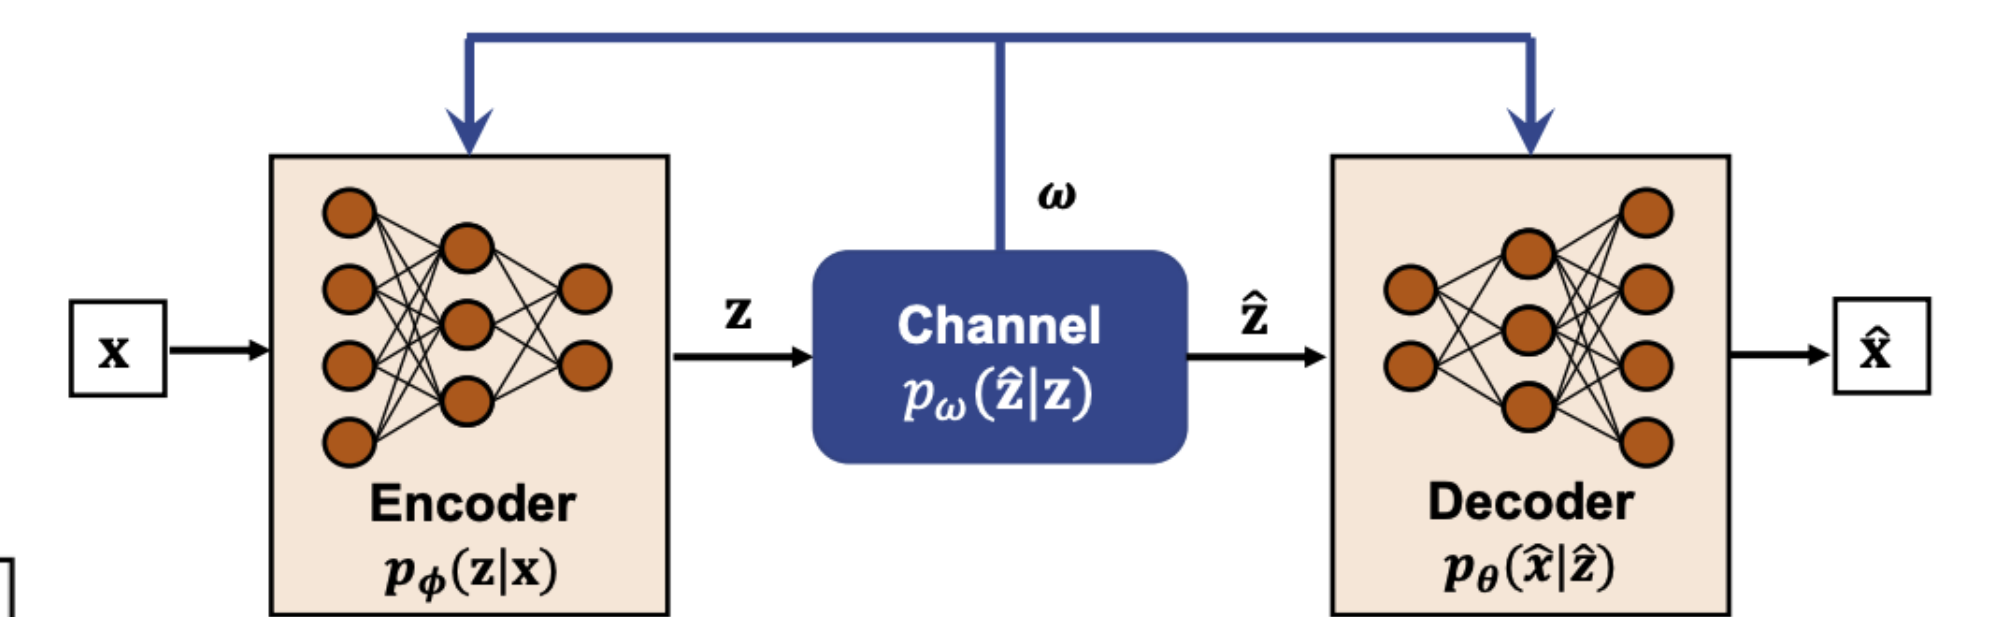 ω
x
z
Channel
p_ω(ẑ|z)
ẑ
x̂
Encoder
p_ϕ(z|x)
Decoder
p_θ(x̂|ẑ)